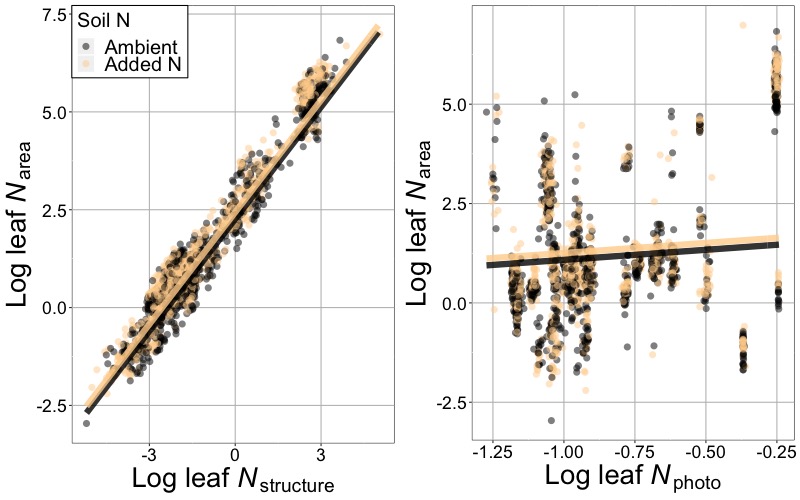 Soil N
Ambient
Added N
Log leaf Narea
7.5
5.0
2.5
0.0
-2.5
-3
0
3
Log leaf Nstructure
Log leaf Narea
5.0
2.5
0.0
-2.5
-1.25
-1.00
-0.75
-0.50
-0.25
Log leaf Nphoto